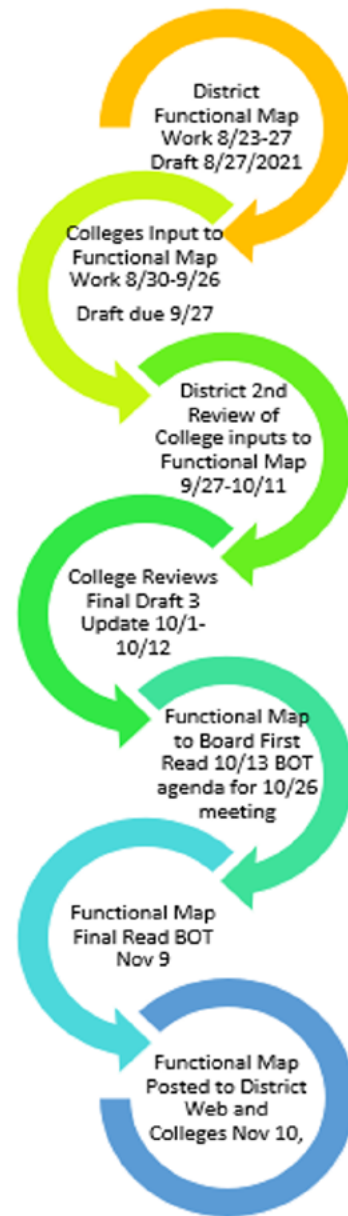 District
Functional Map
Work 8/23-27
Draft 8/27/2021
Colleges Input to
Functional Map
Work 8/30-9/26
Draft due 9/27
District 2nd
Review of
College inputs to
Functional Map
9/27-10/11
College Reviews
Final Draft 3
Update 10/1-
10/12
Functional Map
to Board First
Read 10/13 BOT
agenda for 10/26
meeting
Functional Map
Final Read BOT
Nov 9
Functional Map
Posted to District
Web and
Colleges Nov 10,